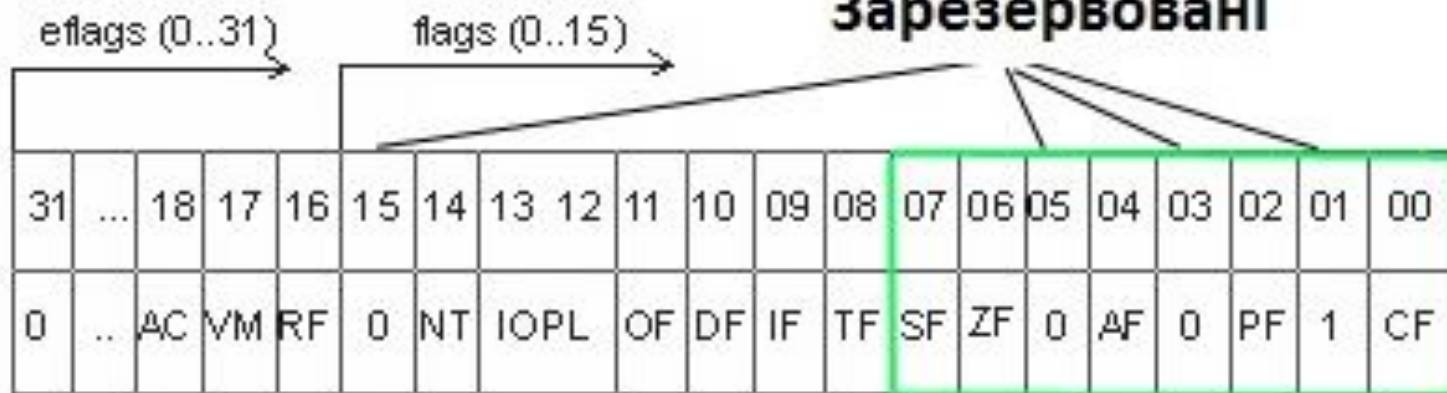 eflags (0..31) flags (0..15) Зарезервовані
31 ... 18 17 16 15 14 13 12 11 10 09 08 07 06 05 04 03 02 01 00
0 .. AC VM RF 0 NT IOPL OF DF IF TF SF ZF 0 AF 0 PF 1 CF